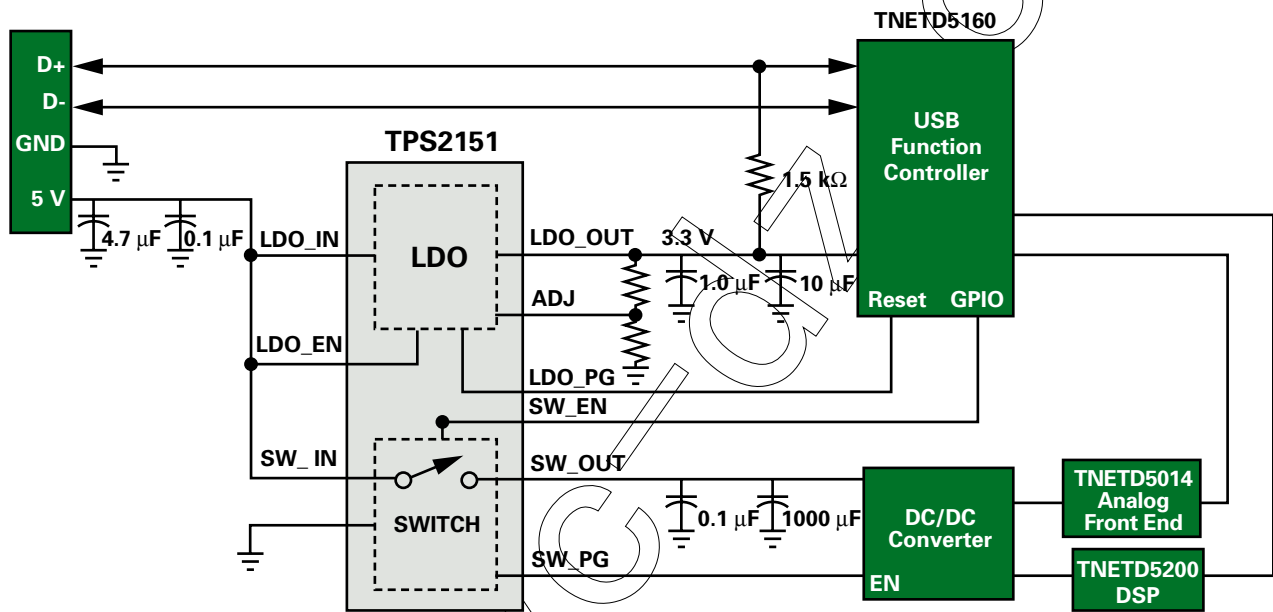 TNETD5160
D+
D-
GND
5 V
USB
Function
Controller
TPS2151
1.5 kΩ
4.7 µF
0.1 µF
LDO_IN
LDO
LDO_OUT
3.3 V
1.0 µF
10 µF
Reset
GPIO
ADJ
LDO_EN
LDO_PG
SW_EN
SW_ IN
SW_OUT
SWITCH
0.1 µF
1000 µF
DC/DC
Converter
TNETD5014
Analog
Front End
SW_PG
EN
TNETD5200
DSP